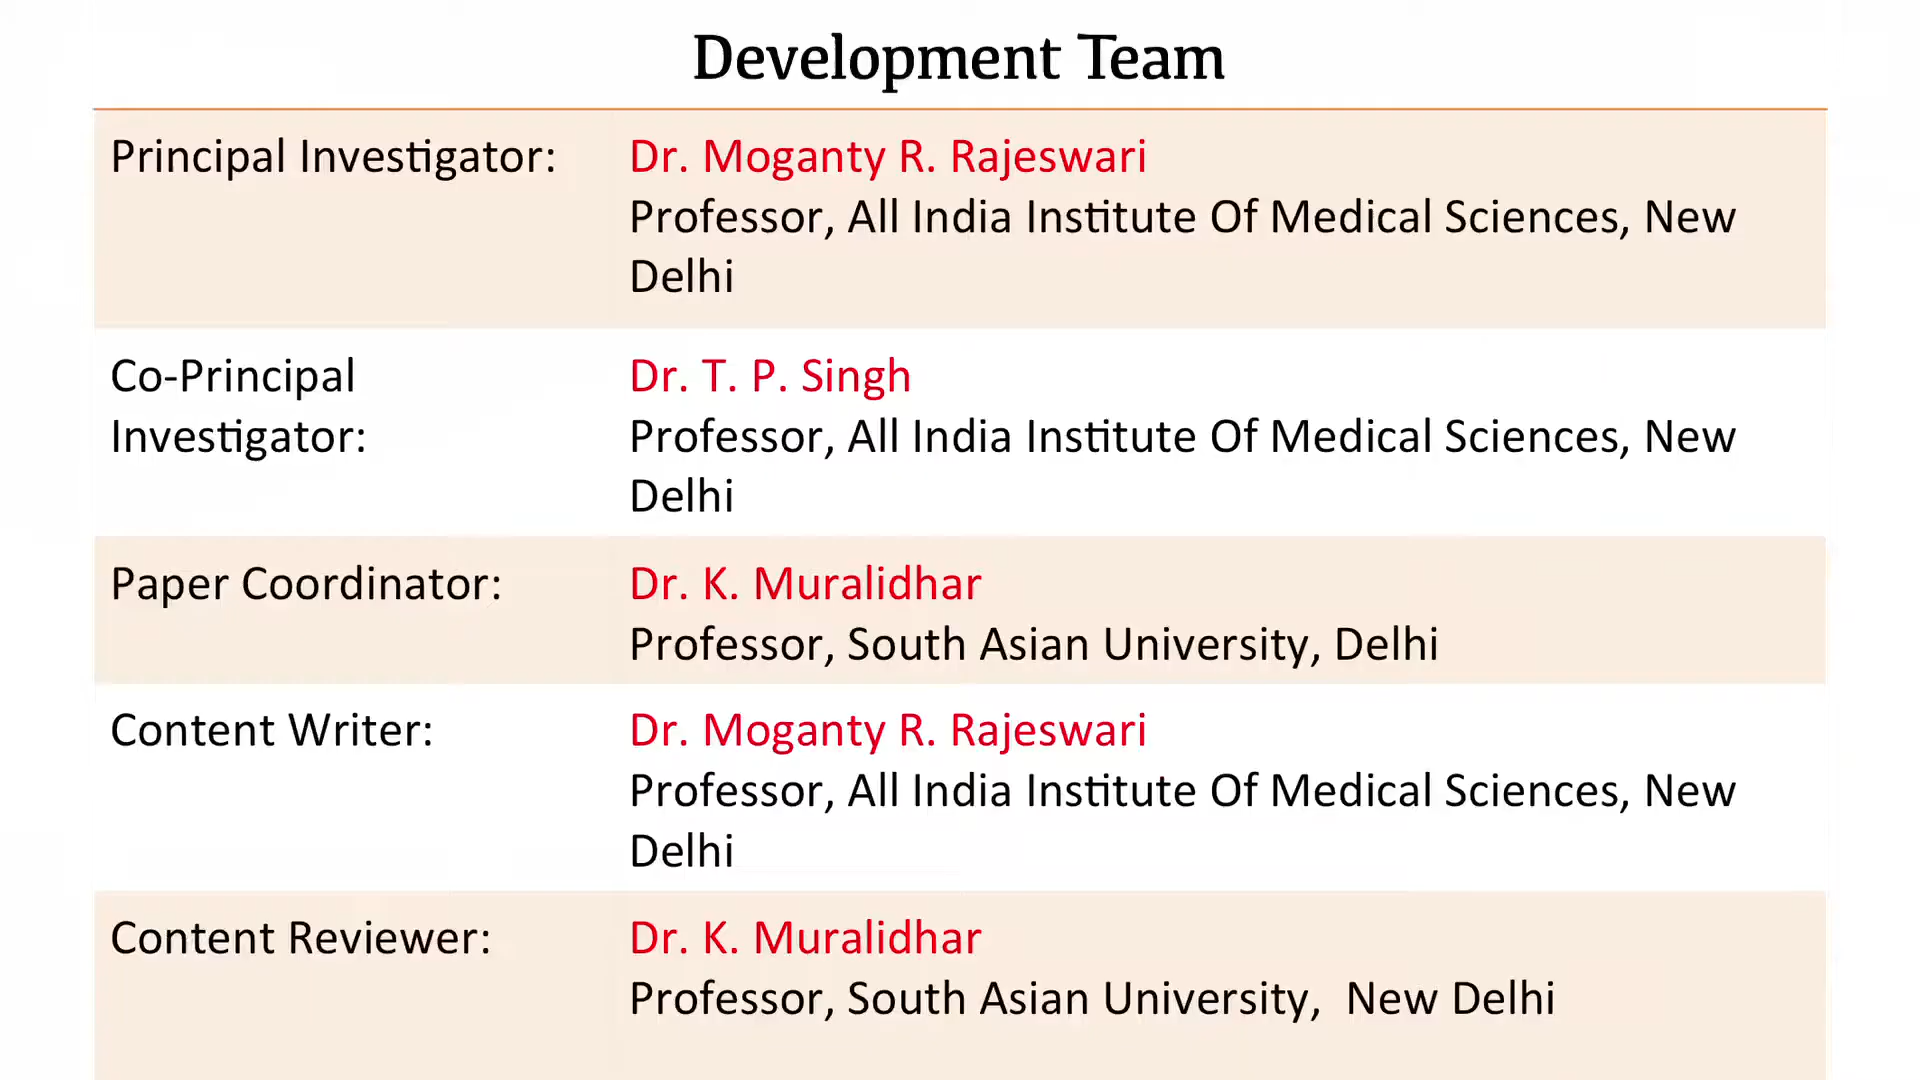 Development Team
Principal Investigator:
Dr. Moganty R. Rajeswari
Professor, All India Institute Of Medical Sciences, New
Delhi
Co-Principal
Investigator:
Dr. T. P. Singh
Professor, All India Institute Of Medical Sciences, New
Delhi
Paper Coordinator:
Dr. K. Muralidhar
Professor, South Asian University, Delhi
Content Writer:
Dr. Moganty R. Rajeswari
Professor, All India Institute Of Medical Sciences, New
Delhi
Content Reviewer:
Dr. K. Muralidhar
Professor, South Asian University,  New Delhi